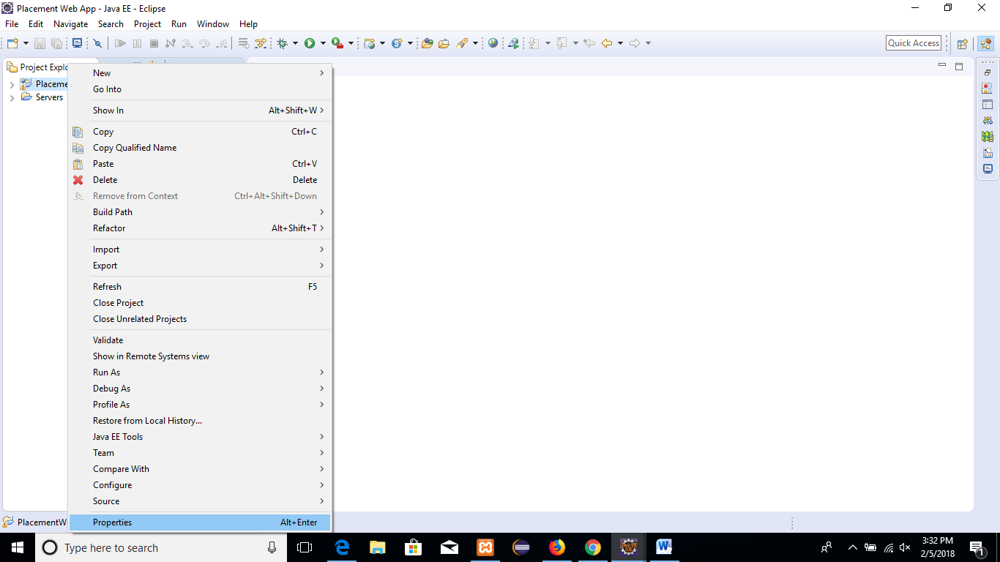 Placement Web App - Java EE - Eclipse
File Edit Navigate Search Project Run Window Help
Quick Access
Project Explo
Placeme
Servers
New
Go Into
Show In Alt+Shift+W
Copy Ctrl+C
Copy Qualified Name
Paste Ctrl+V
Delete Delete
Remove from Context Ctrl+Alt+Shift+Down
Build Path
Refactor Alt+Shift+T
Import
Export
Refresh F5
Close Project
Close Unrelated Projects
Validate
Show in Remote Systems view
Run As
Debug As
Profile As
Restore from Local History...
Java EE Tools
Team
Compare With
Configure
Source
Properties Alt+Enter
PlacementW
Type here to search
3:32 PM
2/5/2018
1